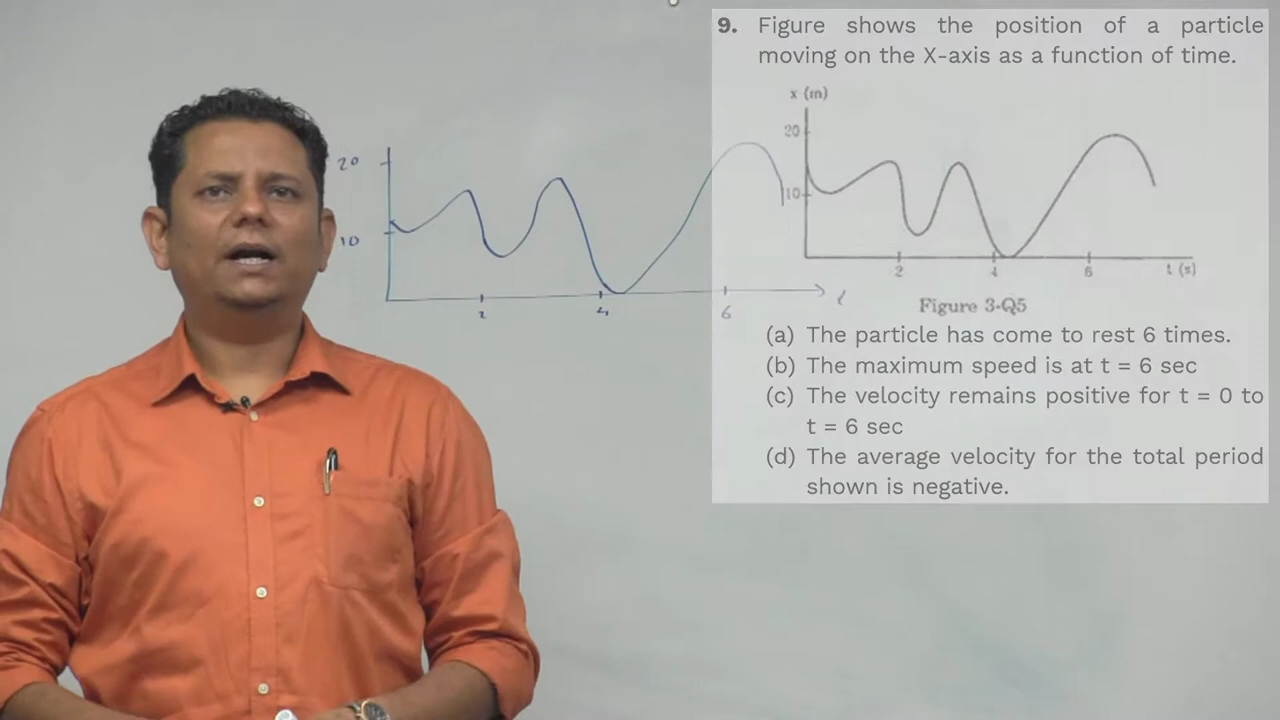 9. Figure shows the position of a particle
moving on the X-axis as a function of time.
x (m)
20
10
2 4 6 t (s)
Figure 3-Q5
(a) The particle has come to rest 6 times.
(b) The maximum speed is at t = 6 sec
(c) The velocity remains positive for t = 0 to
t = 6 sec
(d) The average velocity for the total period
shown is negative.
20
10
2 4 6 t